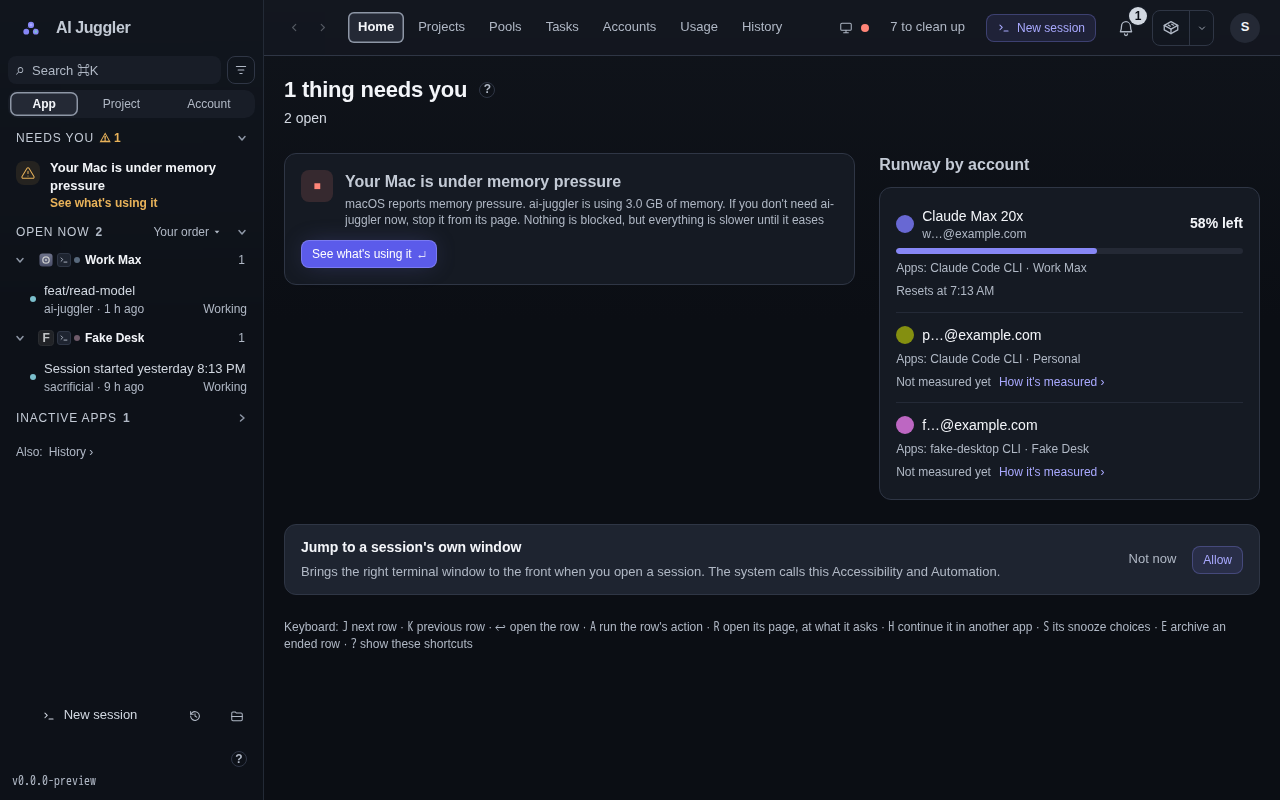 AI Juggler
Search ⌘K
App Project Account
NEEDS YOU 1
Your Mac is under memory
pressure
See what's using it
OPEN NOW 2 Your order
Work Max 1
feat/read-model
ai-juggler · 1 h ago Working
F Fake Desk 1
Session started yesterday 8:13 PM
sacrificial · 9 h ago Working
INACTIVE APPS 1
Also: History ›
New session
?
v0.0.0-preview
Home Projects Pools Tasks Accounts Usage History
7 to clean up
New session
1
S
1 thing needs you ?
2 open
Your Mac is under memory pressure
macOS reports memory pressure. ai-juggler is using 3.0 GB of memory. If you don't need ai-
juggler now, stop it from its page. Nothing is blocked, but everything is slower until it eases
See what's using it ↵
Runway by account
Claude Max 20x
w…@example.com
58% left
Apps: Claude Code CLI · Work Max
Resets at 7:13 AM
p…@example.com
Apps: Claude Code CLI · Personal
Not measured yet How it's measured ›
f…@example.com
Apps: fake-desktop CLI · Fake Desk
Not measured yet How it's measured ›
Jump to a session's own window
Brings the right terminal window to the front when you open a session. The system calls this Accessibility and Automation.
Not now Allow
Keyboard: J next row · K previous row · ↩ open the row · A run the row's action · R open its page, at what it asks · H continue it in another app · S its snooze choices · E archive an
ended row · ? show these shortcuts